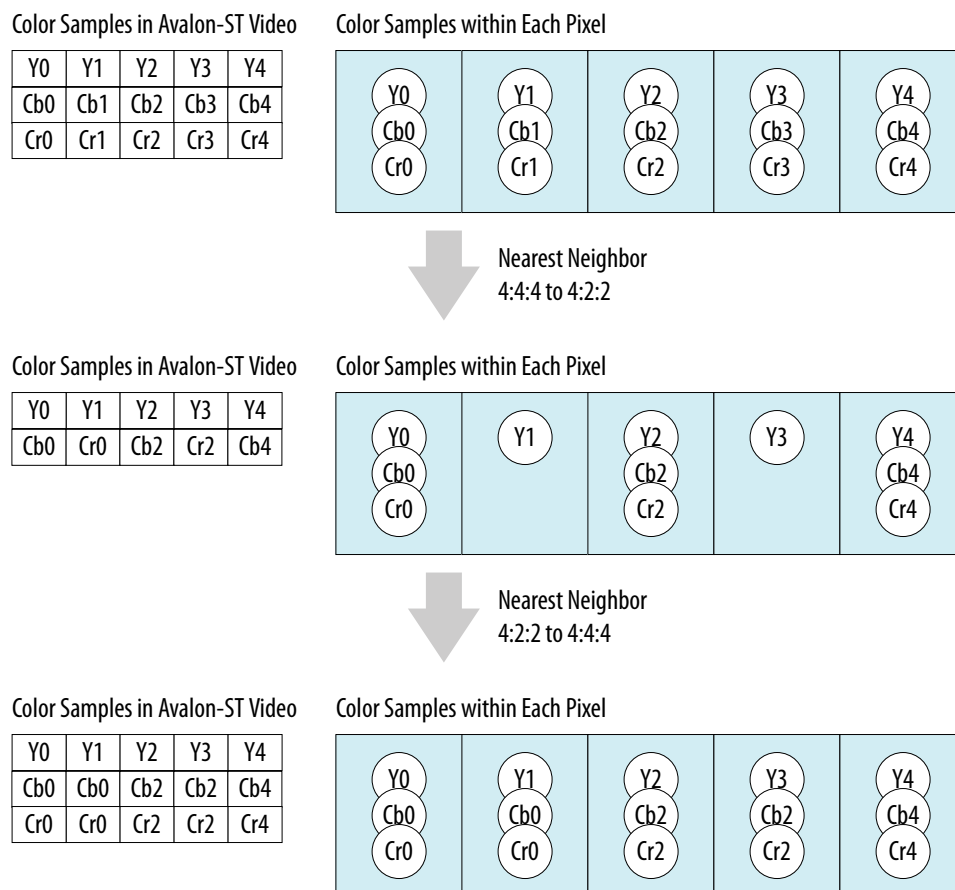 Color Samples in Avalon-ST Video Color Samples within Each Pixel
Y0 Y1 Y2 Y3 Y4
Cb0 Cb1 Cb2 Cb3 Cb4
Cr0 Cr1 Cr2 Cr3 Cr4
Y0 Y1 Y2 Y3 Y4
Cb0 Cb1 Cb2 Cb3 Cb4
Cr0 Cr1 Cr2 Cr3 Cr4
Nearest Neighbor
4:4:4 to 4:2:2
Color Samples in Avalon-ST Video Color Samples within Each Pixel
Y0 Y1 Y2 Y3 Y4
Cb0 Cr0 Cb2 Cr2 Cb4
Y0 Y1 Y2 Y3 Y4
Cb0 Cb2 Cb4
Cr0 Cr2 Cr4
Nearest Neighbor
4:2:2 to 4:4:4
Color Samples in Avalon-ST Video Color Samples within Each Pixel
Y0 Y1 Y2 Y3 Y4
Cb0 Cb0 Cb2 Cb2 Cb4
Cr0 Cr0 Cr2 Cr2 Cr4
Y0 Y1 Y2 Y3 Y4
Cb0 Cb0 Cb2 Cb2 Cb4
Cr0 Cr0 Cr2 Cr2 Cr4